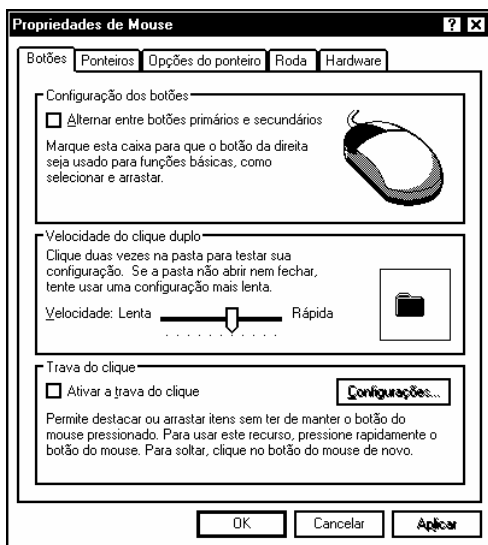 Propriedades de Mouse
Botões Ponteiros Opções do ponteiro Roda Hardware
Configuração dos botões
Alternar entre botões primários e secundários
Marque esta caixa para que o botão da direita
seja usado para funções básicas, como
selecionar e arrastar.
Velocidade do clique duplo
Clique duas vezes na pasta para testar sua
configuração. Se a pasta não abrir nem fechar,
tente usar uma configuração mais lenta.
Velocidade: Lenta Rápida
Trava do clique
Ativar a trava do clique Configurações...
Permite destacar ou arrastar itens sem ter de manter o botão do
mouse pressionado. Para usar este recurso, pressione rapidamente o
botão do mouse. Para soltar, clique no botão do mouse de novo.
OK Cancelar Aplicar